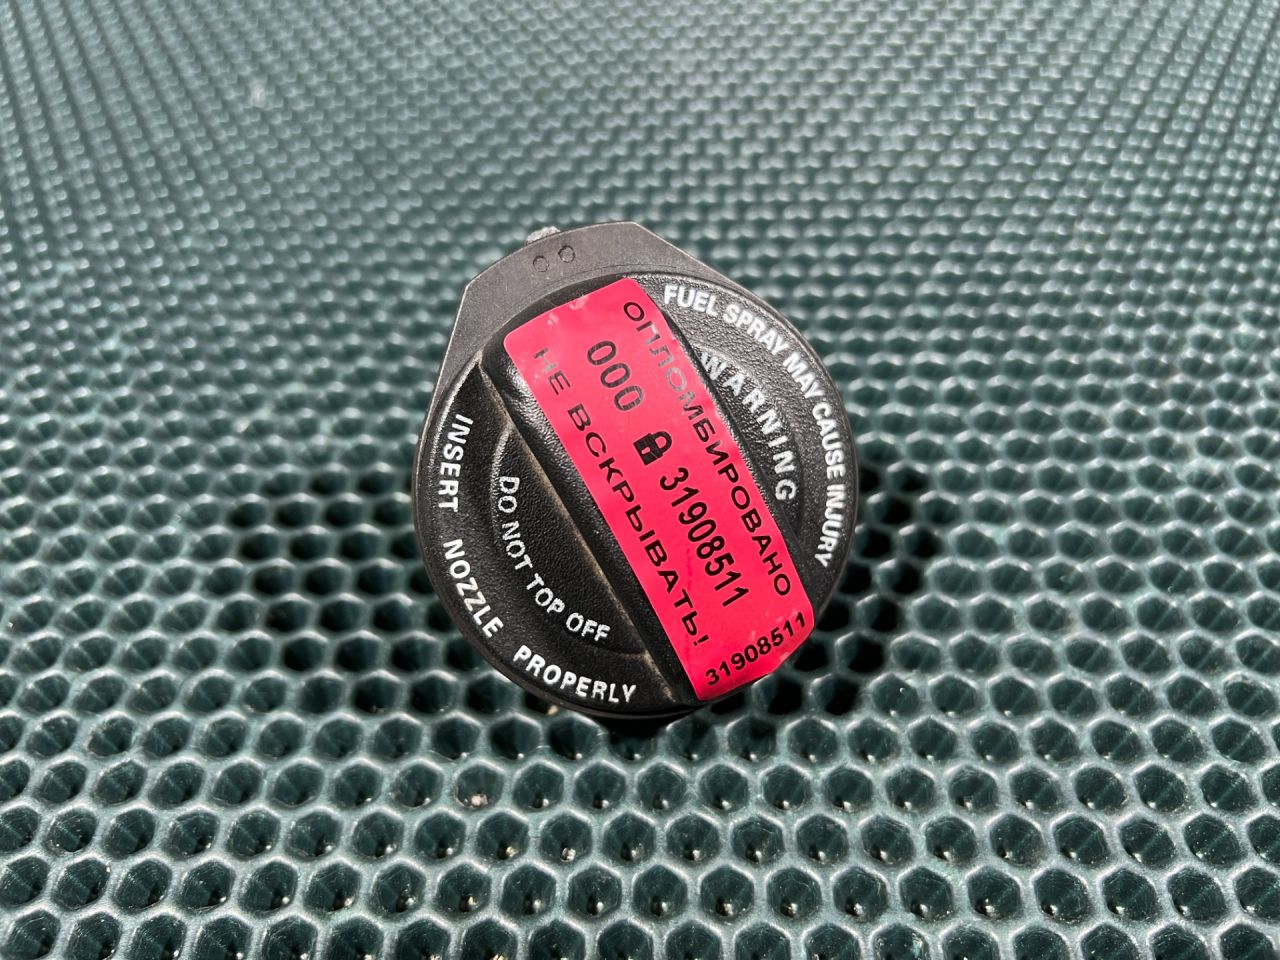 FUEL SPRAY MAY CAUSE INJURY
WARNING
ОПЛОМБИРОВАНО
000 31908511
НЕ ВСКРЫВАТЬ!
31908511
DO NOT TOP OFF
INSERT NOZZLE PROPERLY